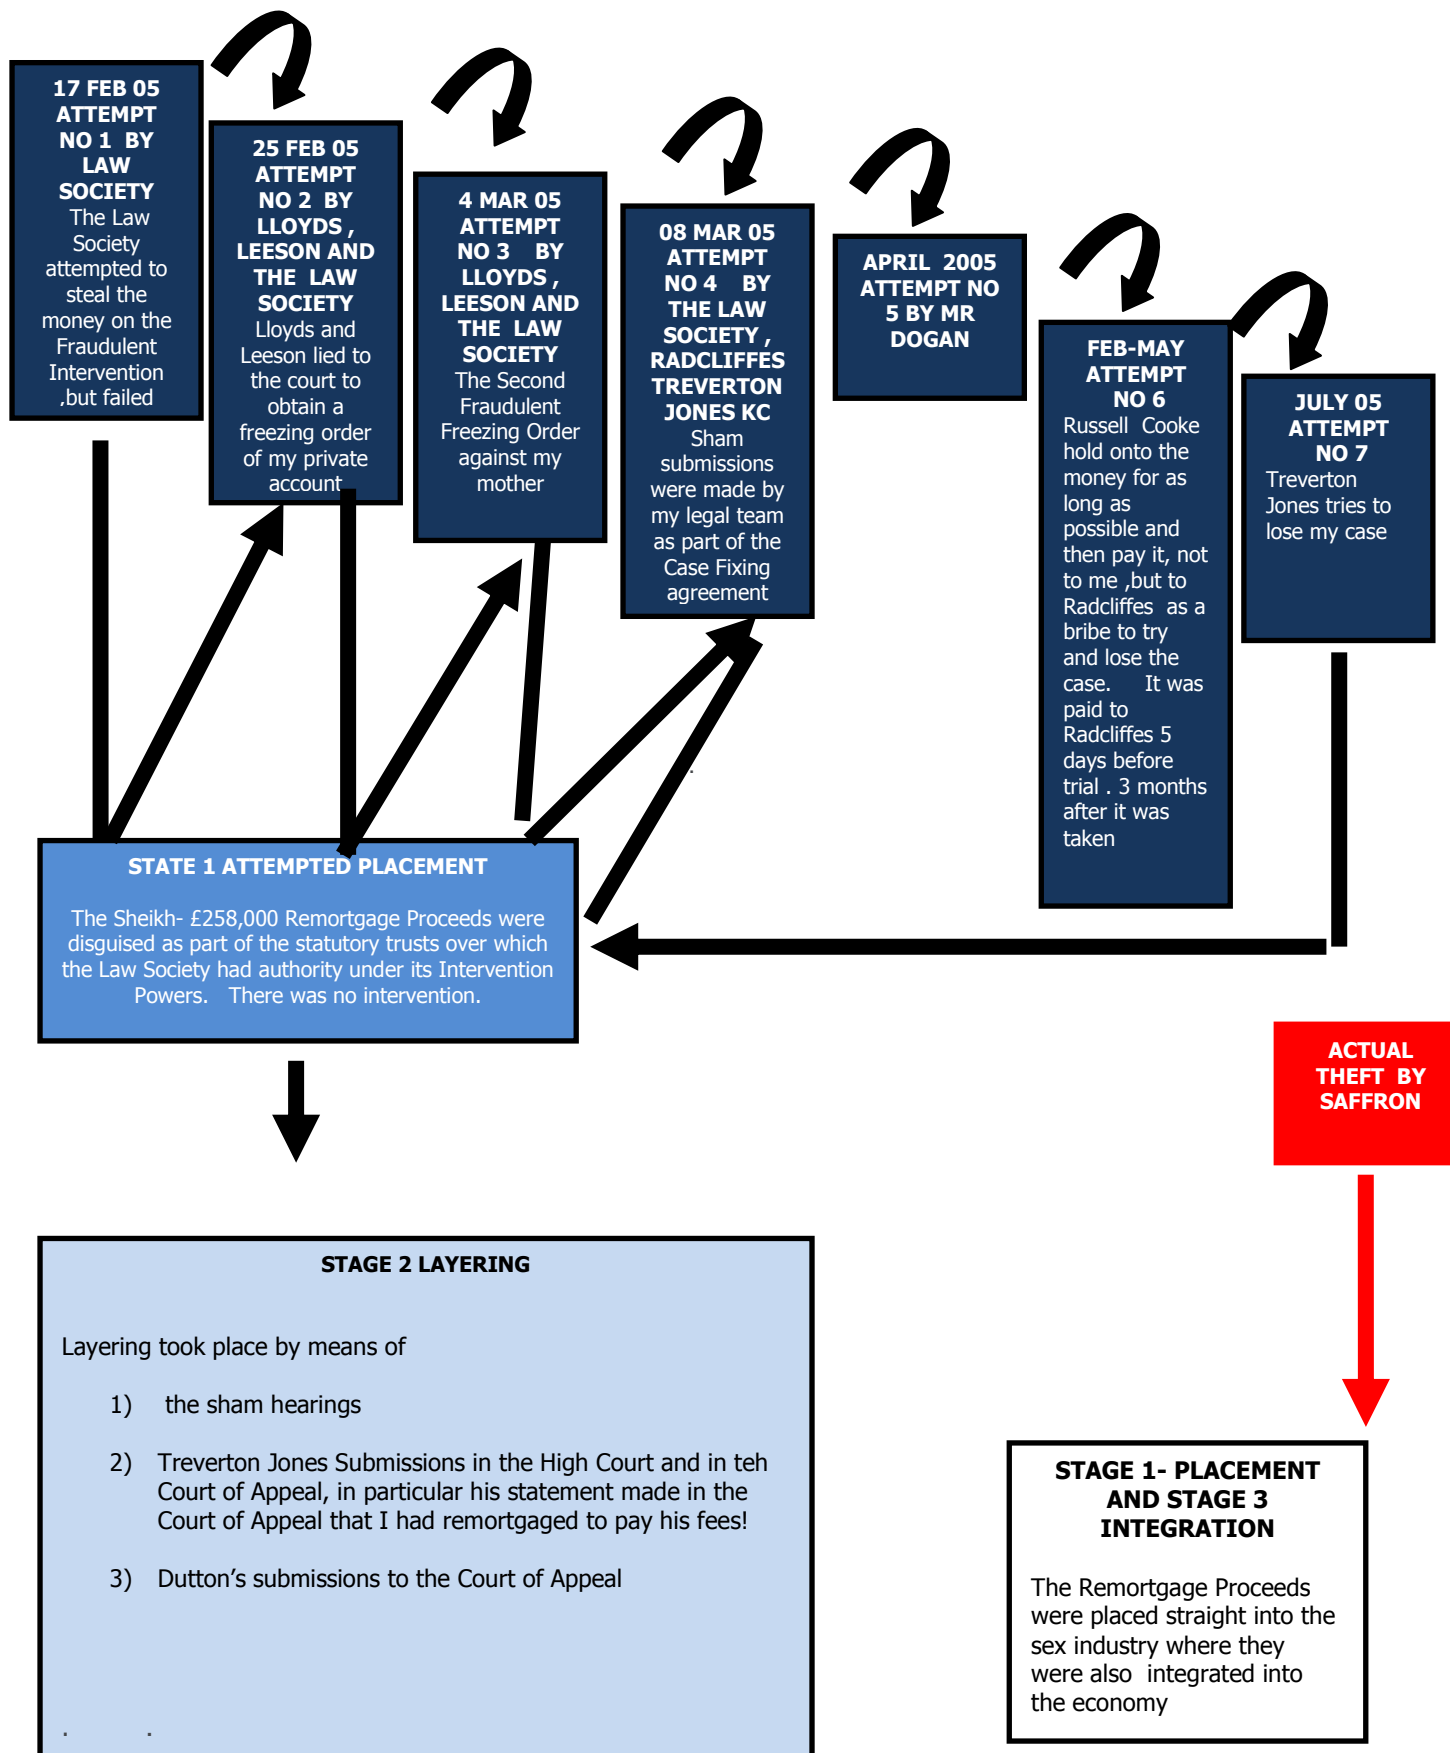 17 FEB 05
ATTEMPT
NO 1 BY
LAW
SOCIETY
The Law
Society
attempted to
steal the
money on the
Fraudulent
Intervention
,but failed
25 FEB 05
ATTEMPT
NO 2 BY
LLOYDS ,
LEESON AND
THE LAW
SOCIETY
Lloyds and
Leeson lied to
the court to
obtain a
freezing order
of my private
account
4 MAR 05
ATTEMPT
NO 3 BY
LLOYDS ,
LEESON AND
THE LAW
SOCIETY
The Second
Fraudulent
Freezing Order
against my
mother
08 MAR 05
ATTEMPT
NO 4 BY
THE LAW
SOCIETY ,
RADCLIFFES
TREVERTON
JONES KC
Sham
submissions
were made by
my legal team
as part of the
Case Fixing
agreement
APRIL 2005
ATTEMPT NO
5 BY MR
DOGAN
FEB-MAY
ATTEMPT
NO 6
Russell Cooke
hold onto the
money for as
long as
possible and
then pay it, not
to me ,but to
Radcliffes as a
bribe to try
and lose the
case. It was
paid to
Radcliffes 5
days before
trial . 3 months
after it was
taken
JULY 05
ATTEMPT
NO 7
Treverton
Jones tries to
lose my case
.
STATE 1 ATTEMPTED PLACEMENT
The Sheikh- £258,000 Remortgage Proceeds were
disguised as part of the statutory trusts over which
the Law Society had authority under its Intervention
Powers. There was no intervention.
ACTUAL
THEFT BY
SAFFRON
STAGE 2 LAYERING
Layering took place by means of
1) the sham hearings
2) Treverton Jones Submissions in the High Court and in teh
Court of Appeal, in particular his statement made in the
Court of Appeal that I had remortgaged to pay his fees!
3) Dutton’s submissions to the Court of Appeal
. .
STAGE 1- PLACEMENT
AND STAGE 3
INTEGRATION
The Remortgage Proceeds
were placed straight into the
sex industry where they
were also integrated into
the economy